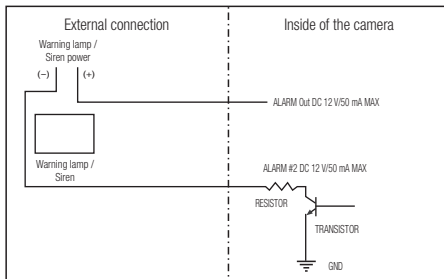 External connection
Inside of the camera
Warning lamp /
Siren power
(−)
(+)
ALARM Out DC 12 V/50 mA MAX
Warning lamp /
Siren
ALARM #2 DC 12 V/50 mA MAX
RESISTOR
TRANSISTOR
GND